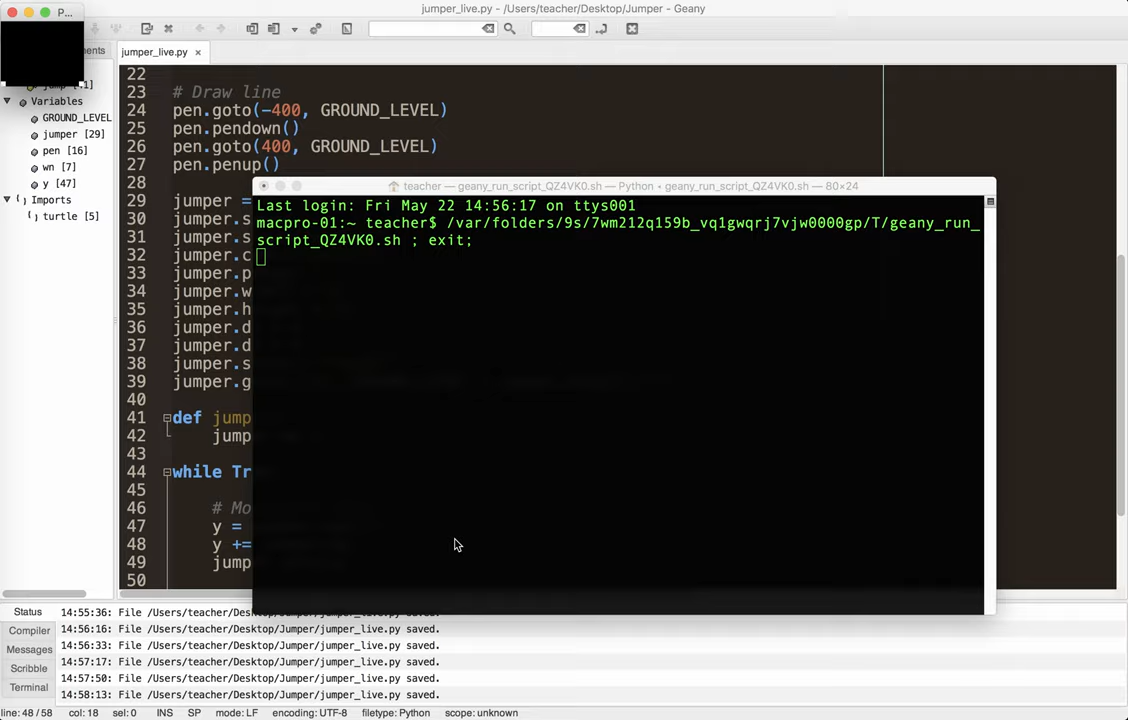 jumper_live.py - /Users/teacher/Desktop/Jumper - Geany
P...
ments
jumper_live.py ×
jump [41]
Variables
GROUND_LEVEL
jumper [29]
pen [16]
wn [7]
y [47]
Imports
turtle [5]
22
23 # Draw line
24 pen.goto(-400, GROUND_LEVEL)
25 pen.pendown()
26 pen.goto(400, GROUND_LEVEL)
27 pen.penup()
28
29 jumper =
30 jumper.s
31 jumper.s
32 jumper.c
33 jumper.p
34 jumper.w
35 jumper.h
36 jumper.d
37 jumper.d
38 jumper.s
39 jumper.g
40
41 def jump
42 jump
43
44 while Tr
45
46 # Mo
47 y =
48 y +=
49 jump
50
teacher — geany_run_script_QZ4VK0.sh — Python • geany_run_script_QZ4VK0.sh — 80×24
Last login: Fri May 22 14:56:17 on ttys001
macpro-01:~ teacher$ /var/folders/9s/7wm212q159b_vq1gwqrj7vjw0000gp/T/geany_run_
script_QZ4VK0.sh ; exit;
Status
Compiler
Messages
Scribble
Terminal
14:55:36: File /Users/teacher/Desktop/Jumper/jumper_live.py saved.
14:56:16: File /Users/teacher/Desktop/Jumper/jumper_live.py saved.
14:56:33: File /Users/teacher/Desktop/Jumper/jumper_live.py saved.
14:57:17: File /Users/teacher/Desktop/Jumper/jumper_live.py saved.
14:57:50: File /Users/teacher/Desktop/Jumper/jumper_live.py saved.
14:58:13: File /Users/teacher/Desktop/Jumper/jumper_live.py saved.
line: 48 / 58 col: 18 sel: 0 INS SP mode: LF encoding: UTF-8 filetype: Python scope: unknown